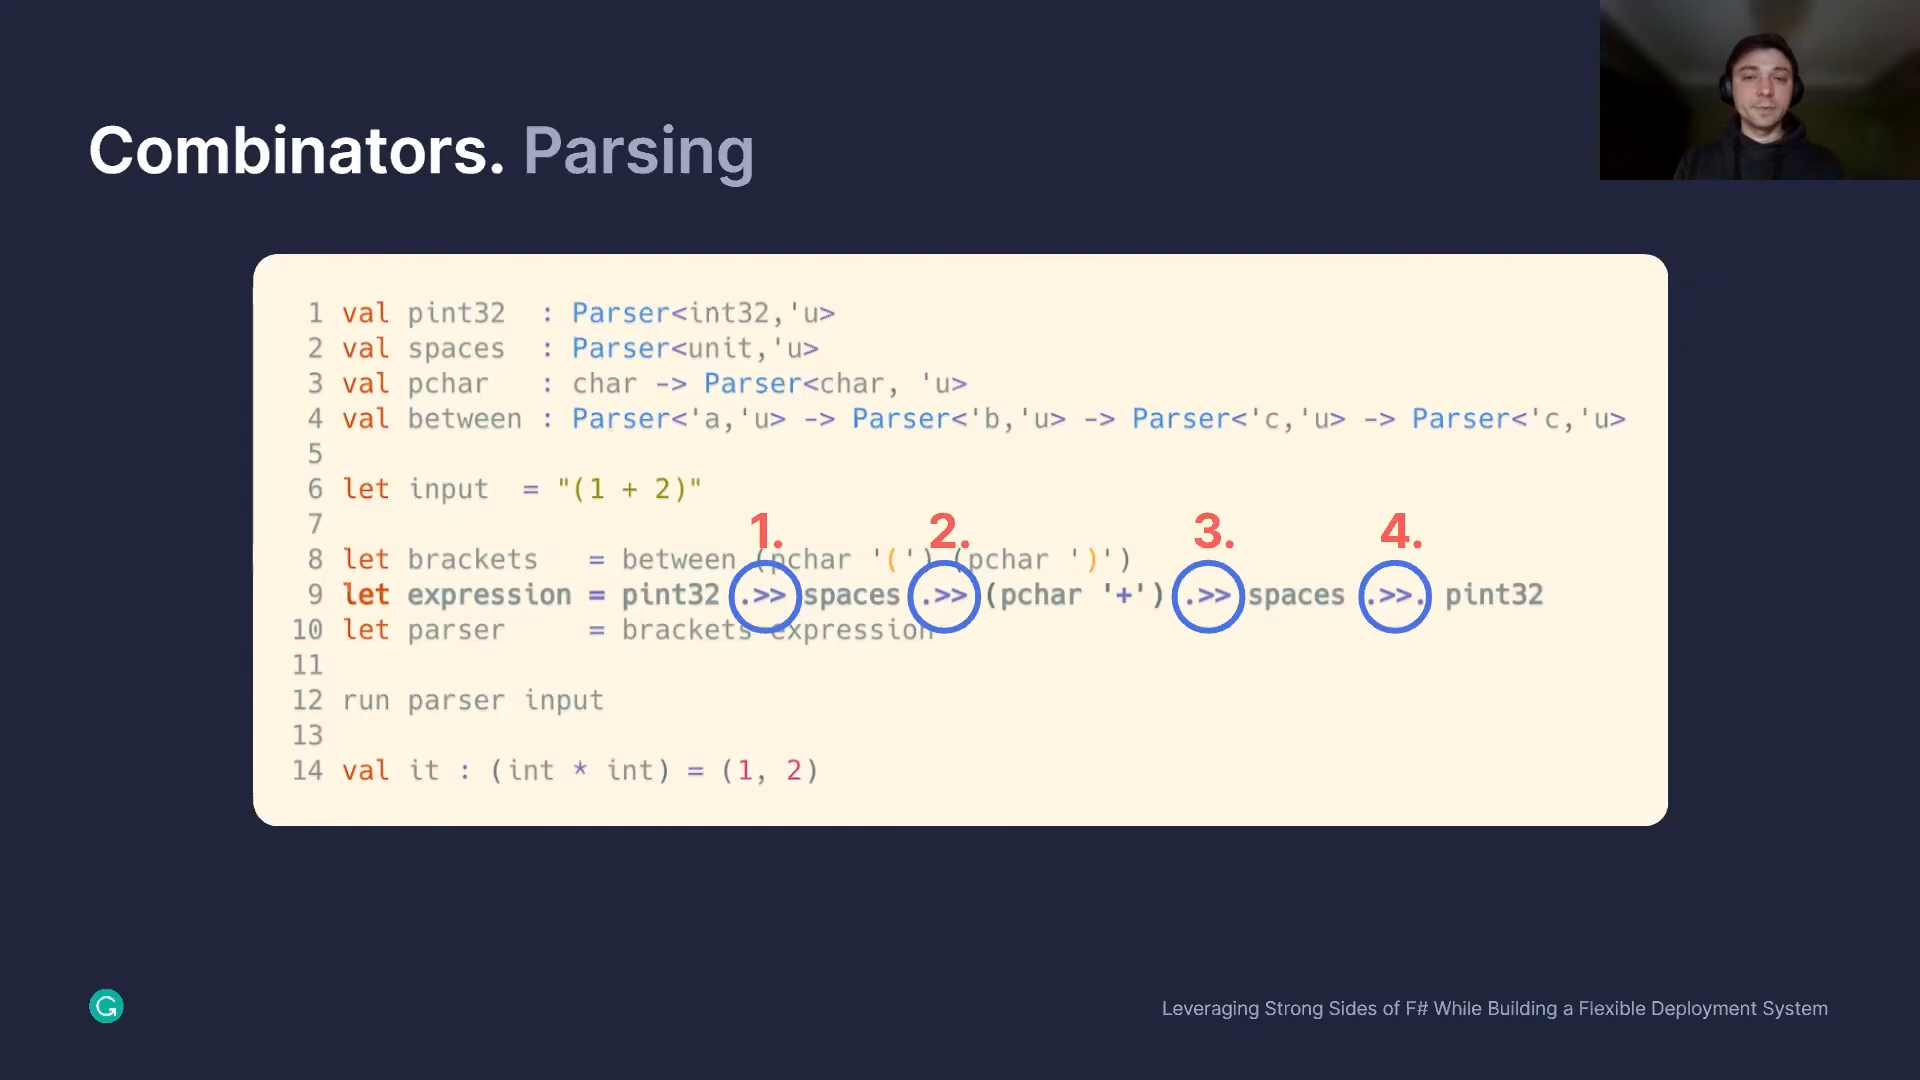 Combinators. Parsing
1 val pint32  : Parser<int32,'u>
2 val spaces  : Parser<unit,'u>
3 val pchar   : char -> Parser<char, 'u>
4 val between : Parser<'a,'u> -> Parser<'b,'u> -> Parser<'c,'u> -> Parser<'c,'u>
5
6 let input  = "(1 + 2)"
7
1. 2. 3. 4.
8 let brackets   = between (pchar '(') (pchar ')')
9 let expression = pint32 .>> spaces .>> (pchar '+') .>> spaces .>>. pint32
10 let parser     = brackets expression
11
12 run parser input
13
14 val it : (int * int) = (1, 2)
G
Leveraging Strong Sides of F# While Building a Flexible Deployment System